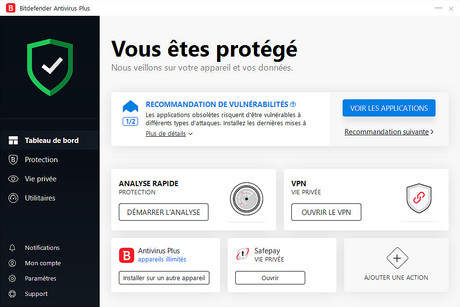 Bitdefender Antivirus Plus
Vous êtes protégé
Nous veillons sur votre appareil et vos données.
RECOMMANDATION DE VULNÉRABILITÉS
Les applications obsolètes risquent d'être vulnérables à
différents types d'attaques. Installez les dernières mises à
Plus de détails
1/2
VOIR LES APPLICATIONS
Recommandation suivante
Tableau de bord
Protection
Vie privée
Utilitaires
Notifications
Mon compte
Paramètres
Support
ANALYSE RAPIDE
PROTECTION
DÉMARRER L'ANALYSE
VPN
VIE PRIVÉE
OUVRIR LE VPN
Antivirus Plus
appareils illimités
Installer sur un autre appareil
Safepay
VIE PRIVÉE
Ouvrir
AJOUTER UNE ACTION